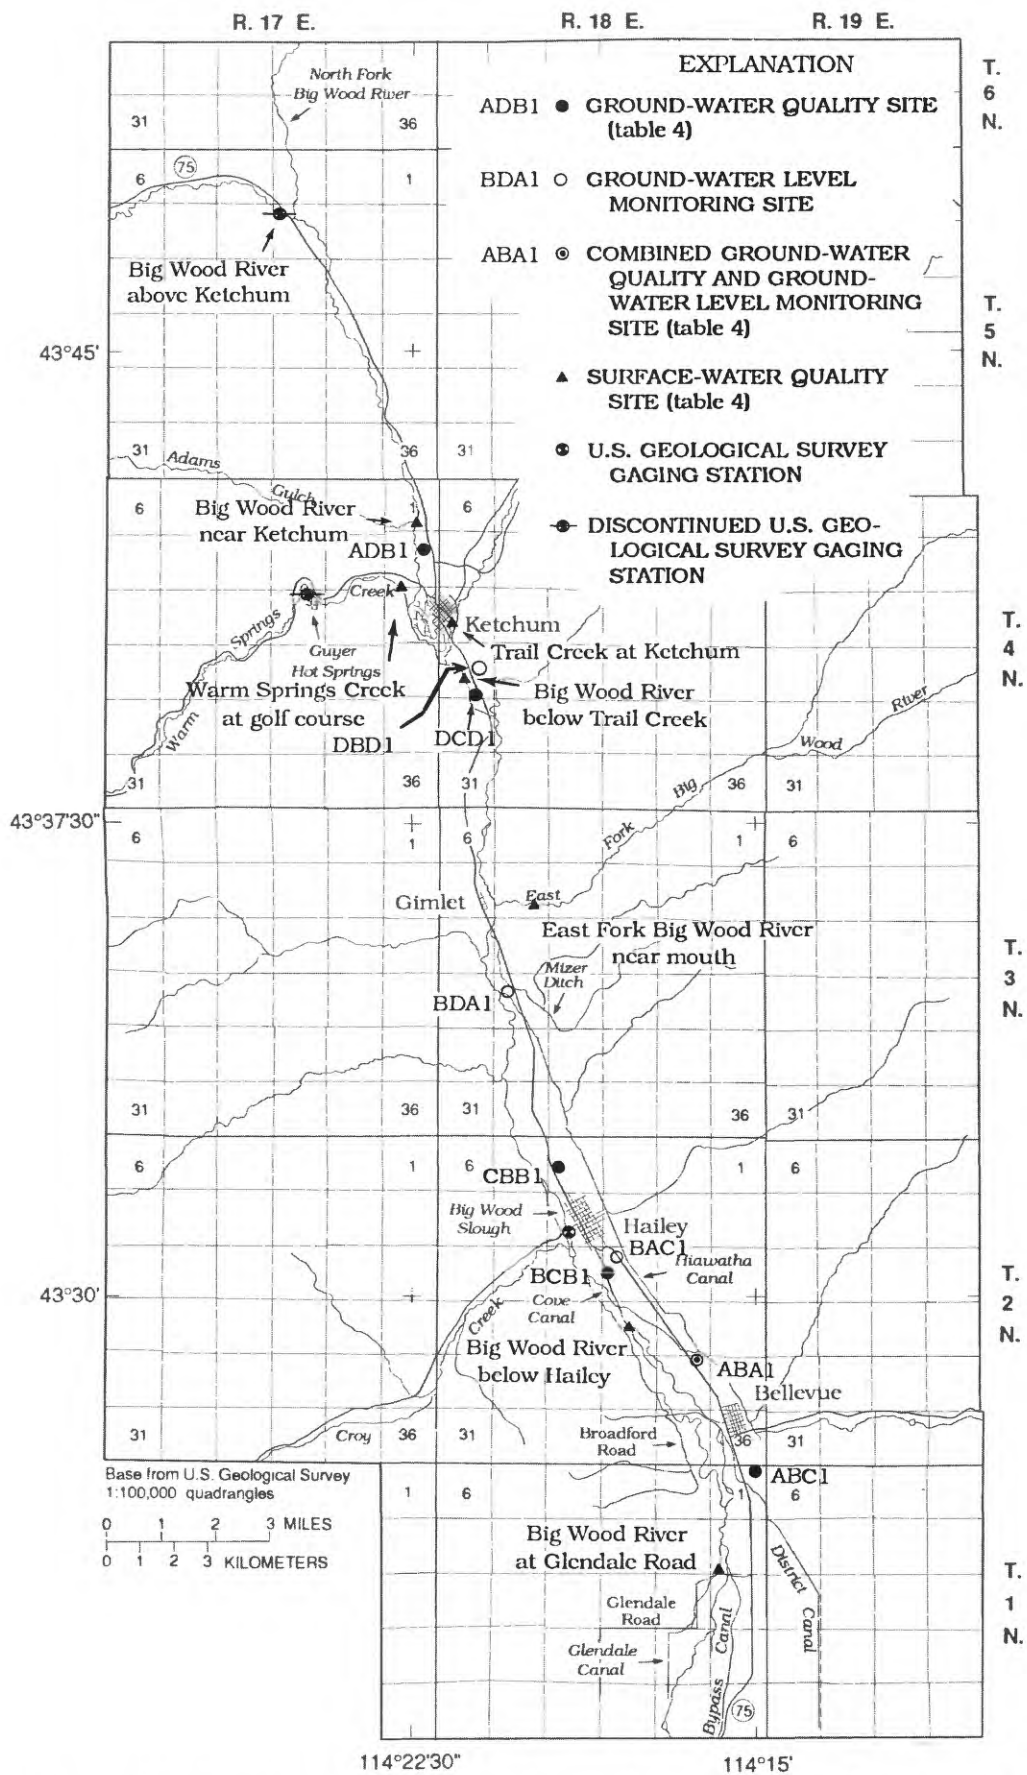 R. 17 E. R. 18 E. R. 19 E.
EXPLANATION
ADB1 GROUND-WATER QUALITY SITE
(table 4)
BDA1 GROUND-WATER LEVEL
MONITORING SITE
ABA1 COMBINED GROUND-WATER
QUALITY AND GROUND-
WATER LEVEL MONITORING
SITE (table 4)
SURFACE-WATER QUALITY
SITE (table 4)
U.S. GEOLOGICAL SURVEY
GAGING STATION
DISCONTINUED U.S. GEO-
LOGICAL SURVEY GAGING
STATION
T.
6
N.
T.
5
N.
T.
4
N.
T.
3
N.
T.
2
N.
T.
1
N.
North Fork
Big Wood River
31 36
75
6 1
Big Wood River
above Ketchum
43°45'
31 36 31
Adams
Gulch
6 1 6
Big Wood River
near Ketchum
ADB1
Creek
Springs
Warm
Guyer
Hot Springs
Ketchum
Trail Creek at Ketchum
Warm Springs Creek
at golf course
Big Wood River
below Trail Creek
DBD1
DCD1
31 36 31 36 31
East
Fork
Big
Wood
River
43°37'30"
6 1 6 1 6
Gimlet
East Fork Big Wood River
near mouth
Mizer
Ditch
BDA1
31 36 31 36 31
6 1 6 1 6
CBB1
Big Wood
Slough
Hailey
BAC1
Hiawatha
Canal
BCB1
Cove
Canal
43°30'
Creek
Big Wood River
below Hailey
ABA1
Bellevue
31 Croy 36 31 36 31
Broadford
Road
Base from U.S. Geological Survey
1:100,000 quadrangles
0 1 2 3 MILES
0 1 2 3 KILOMETERS
1 6 1 6
ABC1
Big Wood River
at Glendale Road
District
Canal
Glendale
Road
Glendale
Canal
Bypass
Canal
75
114°22'30" 114°15'